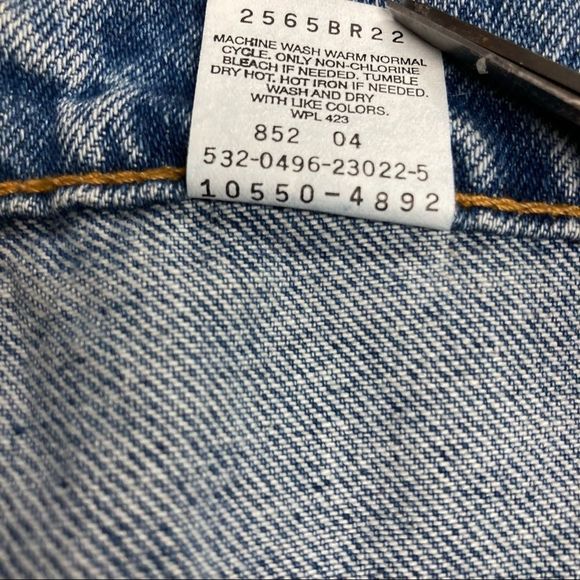 2565BR22
MACHINE WASH WARM NORMAL
CYCLE. ONLY NON-CHLORINE
BLEACH IF NEEDED. TUMBLE
DRY HOT. HOT IRON IF NEEDED.
WASH AND DRY
WITH LIKE COLORS.
WPL 423
852 04
532-0496-23022-5
10550-4892